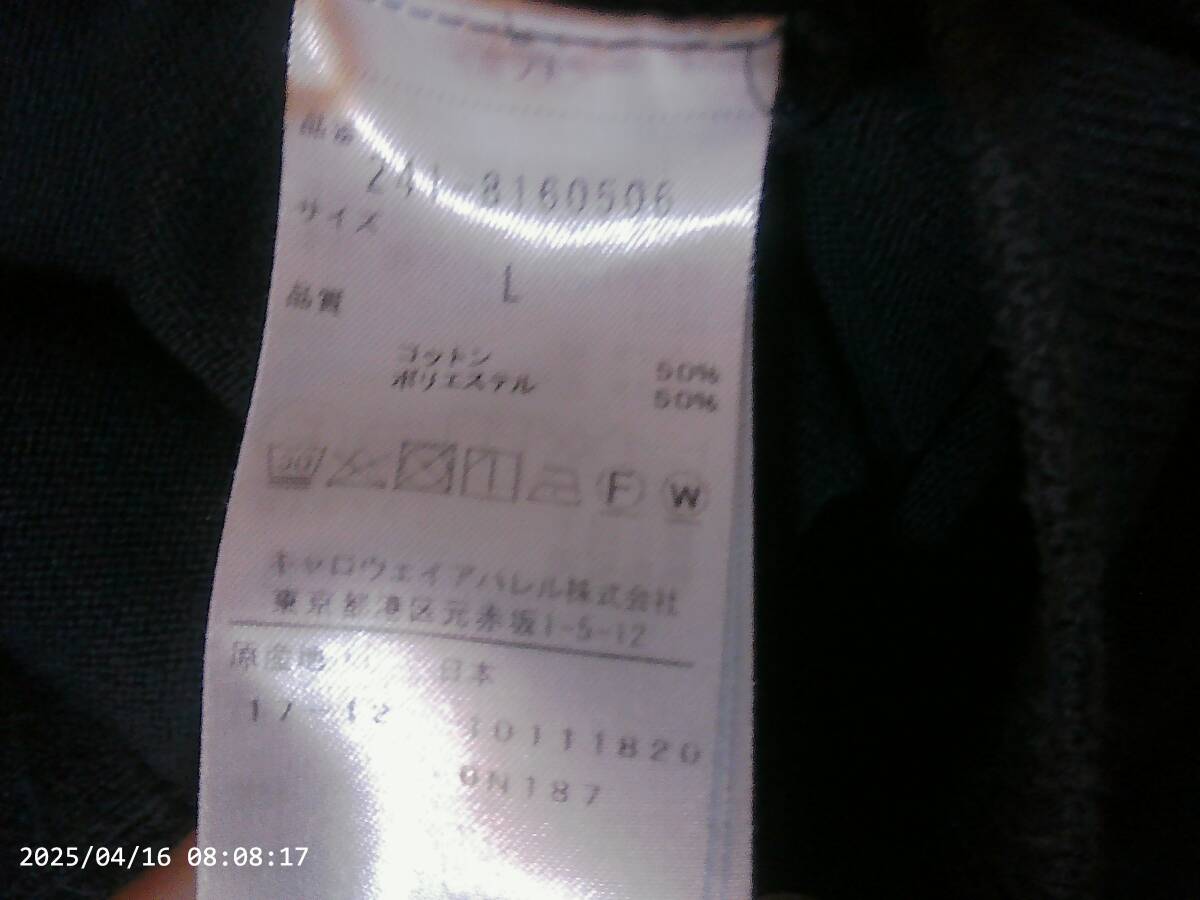 品番
241-8160506
サイズ
L
品質
コットン 50%
ポリエステル 50%
30
F W
キャロウェイアパレル株式会社
東京都港区元赤坂1-5-12
原産地 日本
17-12 10111820
0N187
2025/04/16 08:08:17